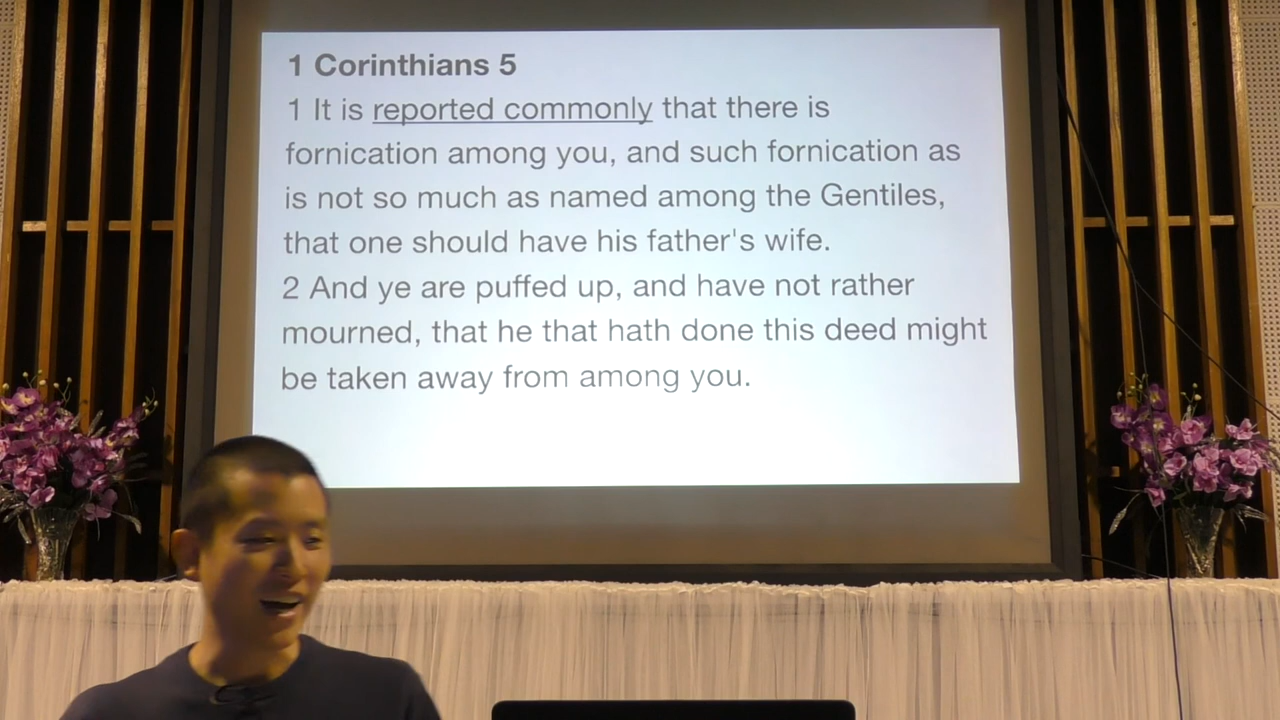 1 Corinthians 5
1 It is reported commonly that there is
fornication among you, and such fornication as
is not so much as named among the Gentiles,
that one should have his father's wife.
2 And ye are puffed up, and have not rather
mourned, that he that hath done this deed might
be taken away from among you.